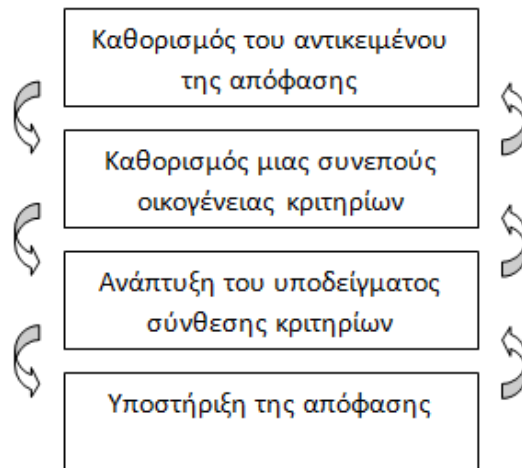 Καθορισμός του αντικειμένου
της απόφασης
Καθορισμός μιας συνεπούς
οικογένειας κριτηρίων
Ανάπτυξη του υποδείγματος
σύνθεσης κριτηρίων
Υποστήριξη της απόφασης